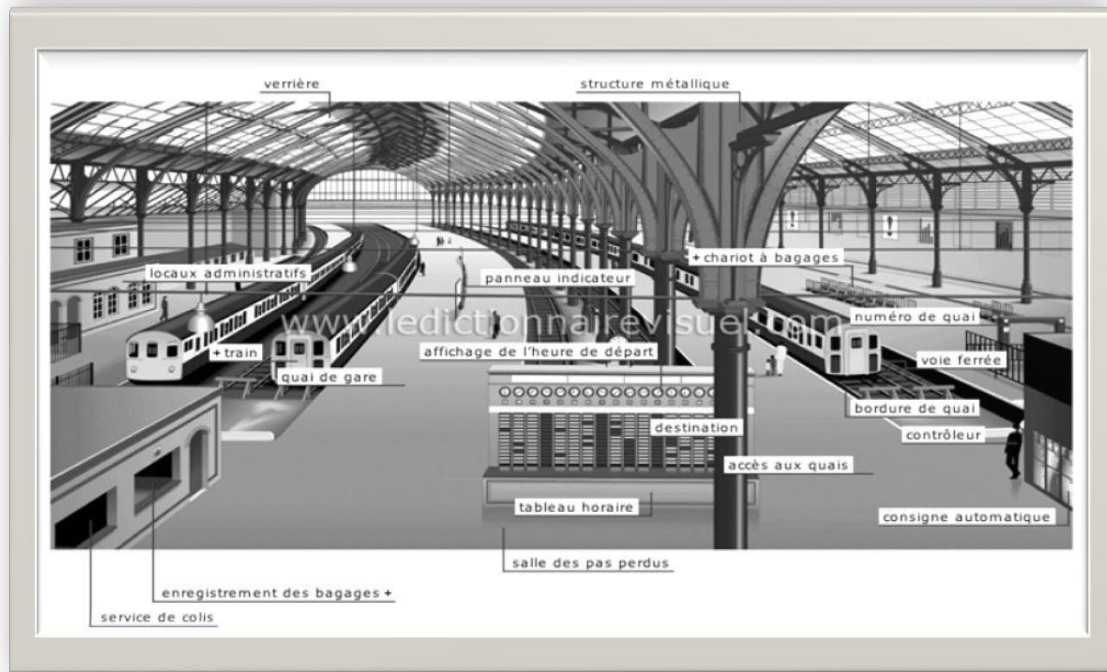 verrière
structure métallique
+ chariot à bagages
locaux administratifs
panneau indicateur
numéro de quai
www.ledictionnairevisuel.com
+ train
affichage de l'heure de départ
voie ferrée
quai de gare
bordure de quai
destination
contrôleur
accès aux quais
tableau horaire
consigne automatique
salle des pas perdus
enregistrement des bagages +
service de colis